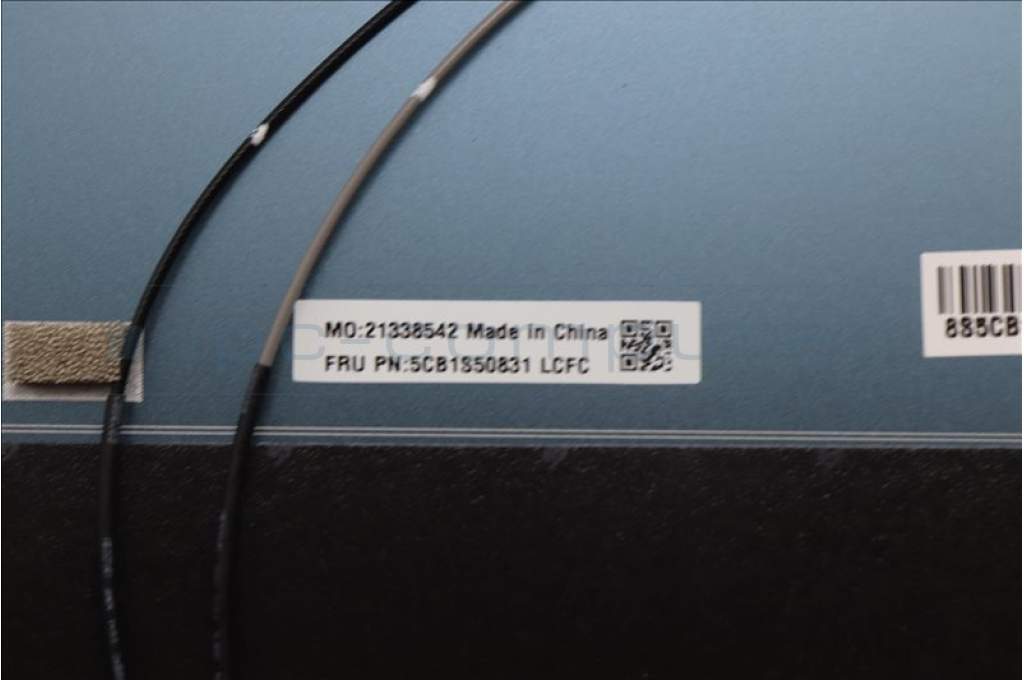 MO:21338542 Made in China
FRU PN:5CB1S50831 LCFC
885CB